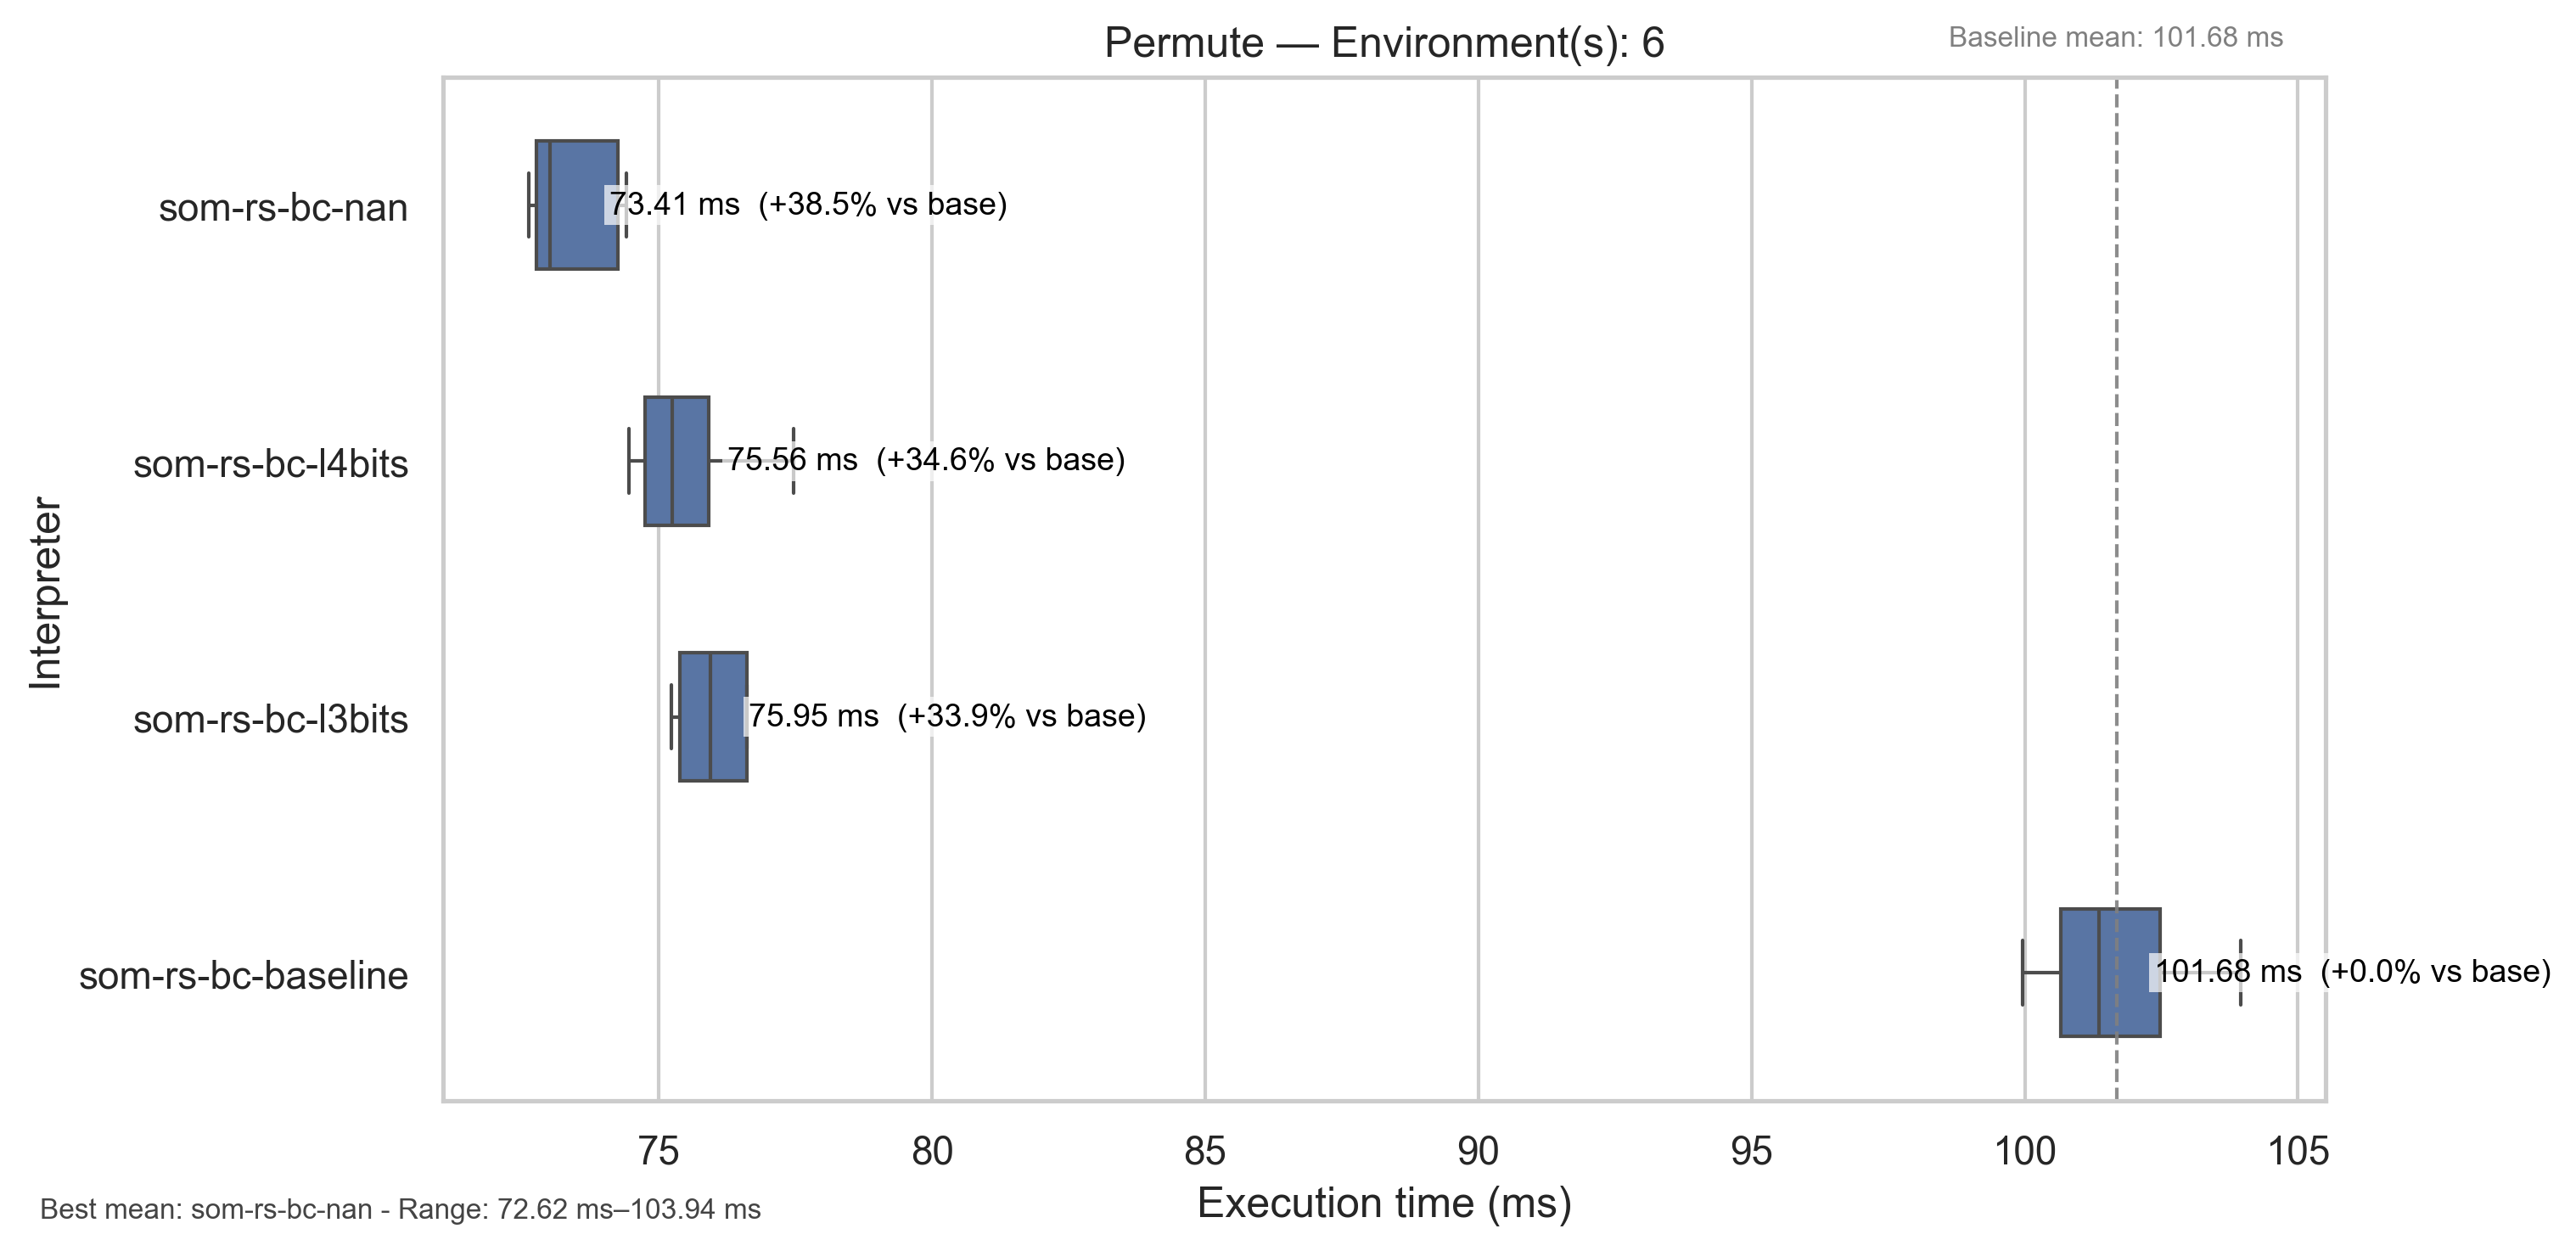 Permute — Environment(s): 6
Baseline mean: 101.68 ms
som-rs-bc-nan
73.41 ms  (+38.5% vs base)
som-rs-bc-l4bits
75.56 ms  (+34.6% vs base)
Interpreter
som-rs-bc-l3bits
75.95 ms  (+33.9% vs base)
som-rs-bc-baseline
101.68 ms  (+0.0% vs base)
75 80 85 90 95 100 105
Execution time (ms)
Best mean: som-rs-bc-nan - Range: 72.62 ms–103.94 ms